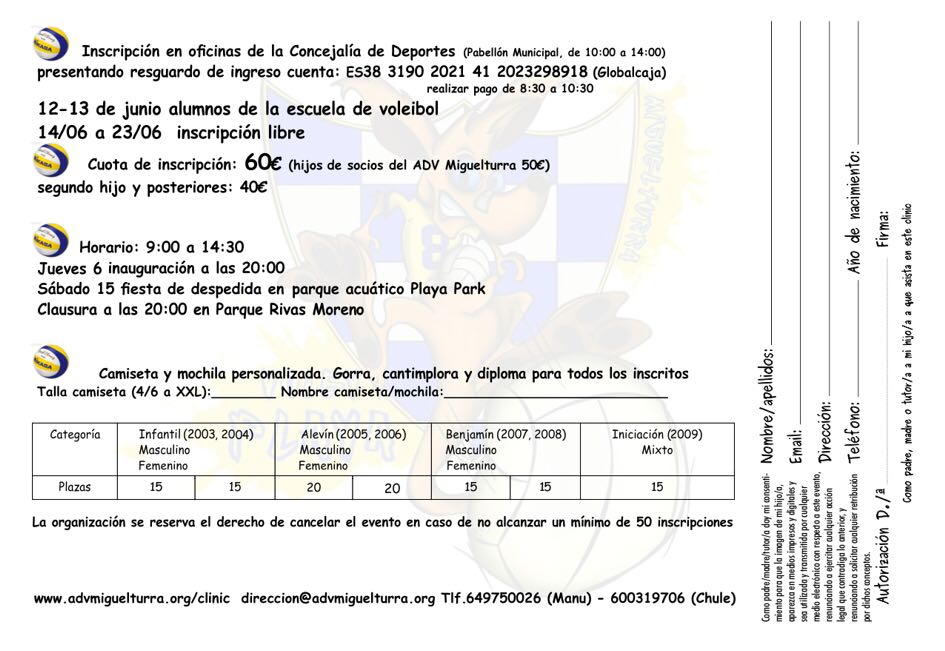 Inscripción en oficinas de la Concejalía de Deportes (Pabellón Municipal, de 10:00 a 14:00)
presentando resguardo de ingreso cuenta: ES38 3190 2021 41 2023298918 (Globalcaja)
realizar pago de 8:30 a 10:30
12-13 de junio alumnos de la escuela de voleibol
14/06 a 23/06 inscripción libre
Cuota de inscripción: 60€ (hijos de socios del ADV Miguelturra 50€)
segundo hijo y posteriores: 40€
Horario: 9:00 a 14:30
Jueves 6 inauguración a las 20:00
Sábado 15 fiesta de despedida en parque acuático Playa Park
Clausura a las 20:00 en Parque Rivas Moreno
Camiseta y mochila personalizada. Gorra, cantimplora y diploma para todos los inscritos
Talla camiseta (4/6 a XXL):________ Nombre camiseta/mochila:____________________________
Categoría Infantil (2003, 2004) Alevín (2005, 2006) Benjamín (2007, 2008) Iniciación (2009)
Masculino Masculino Masculino Mixto
Femenino Femenino Femenino
Plazas 15 15 20 20 15 15 15
La organización se reserva el derecho de cancelar el evento en caso de no alcanzar un mínimo de 50 inscripciones
www.advmiguelturra.org/clinic direccion@advmiguelturra.org Tlf.649750026 (Manu) - 600319706 (Chule)
Nombre/apellidos:
Email:
Dirección:
Teléfono: Año de nacimiento:
Autorización D./ª Firma:
Como padre, madre o tutor/a a mi hijo/a a que asista en este clinic
Como padre/madre/tutor/a doy mi consenti-
miento para que la imagen de mi hijo/a,
aparezca en medios impresos y digitales y
sea utilizada y transmitida por cualquier
medio electrónico con respecto a este evento,
renunciando a ejercitar cualquier acción
legal que contradiga lo anterior, y
renunciando a solicitar cualquier retribución
por dichos conceptos.